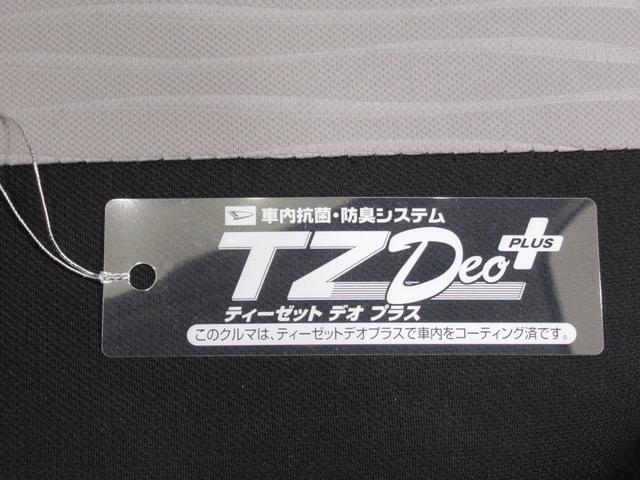 車内抗菌・防臭システム
TZ Deo PLUS
ティーゼット デオ プラス
このクルマは、ティーゼットデオプラスで車内をコーティング済です。